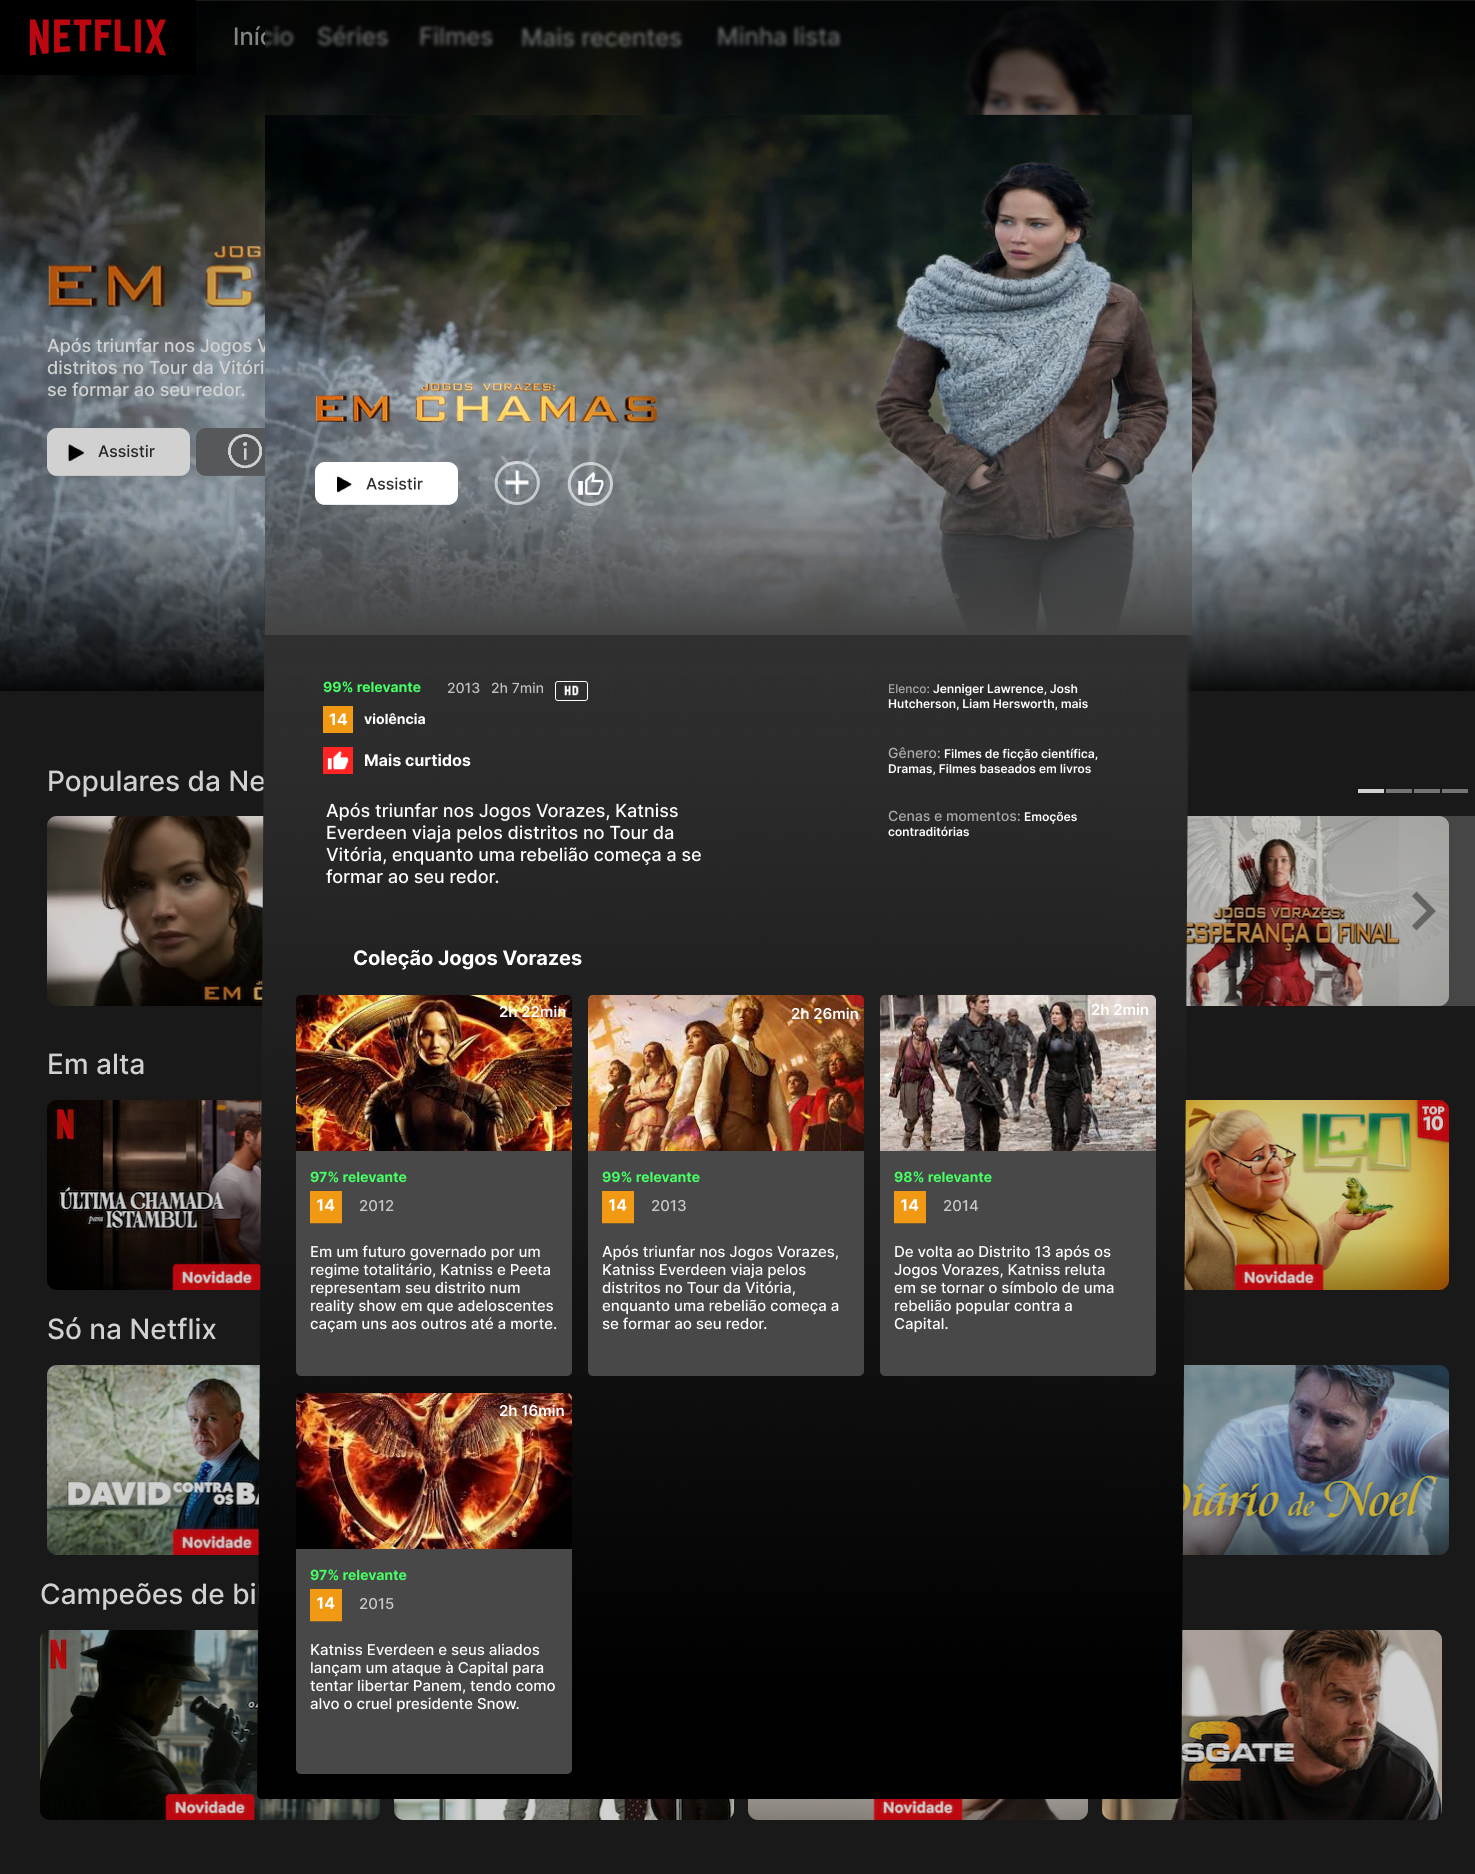 NETFLIX
Início Séries Filmes Mais recentes Minha lista
JOG
EM C
Após triunfar nos Jogos V
distritos no Tour da Vitóri
se formar ao seu redor.
Assistir
JOGOS VORAZES:
EM CHAMAS
Assistir
99% relevante 2013 2h 7min HD
14 violência
Mais curtidos
Após triunfar nos Jogos Vorazes, Katniss
Everdeen viaja pelos distritos no Tour da
Vitória, enquanto uma rebelião começa a se
formar ao seu redor.
Elenco: Jenniger Lawrence, Josh
Hutcherson, Liam Hersworth, mais
Gênero: Filmes de ficção científica,
Dramas, Filmes baseados em livros
Cenas e momentos: Emoções
contraditórias
Coleção Jogos Vorazes
2h 22min
97% relevante
14 2012
Em um futuro governado por um
regime totalitário, Katniss e Peeta
representam seu distrito num
reality show em que adeloscentes
caçam uns aos outros até a morte.
2h 26min
99% relevante
14 2013
Após triunfar nos Jogos Vorazes,
Katniss Everdeen viaja pelos
distritos no Tour da Vitória,
enquanto uma rebelião começa a
se formar ao seu redor.
2h 2min
98% relevante
14 2014
De volta ao Distrito 13 após os
Jogos Vorazes, Katniss reluta
em se tornar o símbolo de uma
rebelião popular contra a
Capital.
2h 16min
97% relevante
14 2015
Katniss Everdeen e seus aliados
lançam um ataque à Capital para
tentar libertar Panem, tendo como
alvo o cruel presidente Snow.
Populares da Ne
EM C
JOGOS VORAZES:
ESPERANÇA O FINAL
Em alta
N
ÚLTIMA CHAMADA
para
ISTAMBUL
Novidade
LEO
TOP
10
Novidade
Só na Netflix
DAVID CONTRA
OS BA
Novidade
Diário de Noel
Campeões de bi
N
Novidade
Novidade
SGATE 2